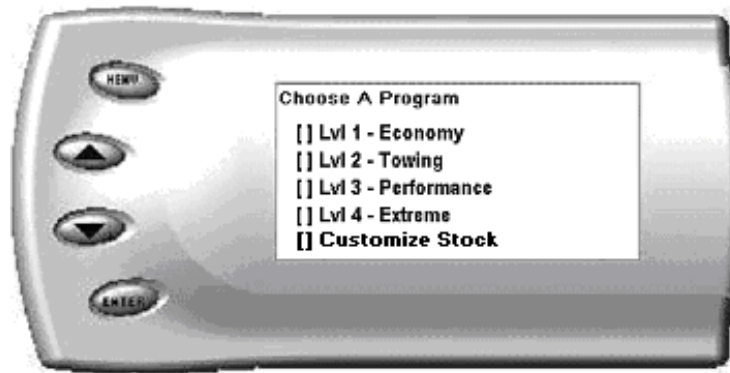 MENU
Choose A Program
[] Lvl 1 - Economy
[] Lvl 2 - Towing
[] Lvl 3 - Performance
[] Lvl 4 - Extreme
[] Customize Stock
ENTER